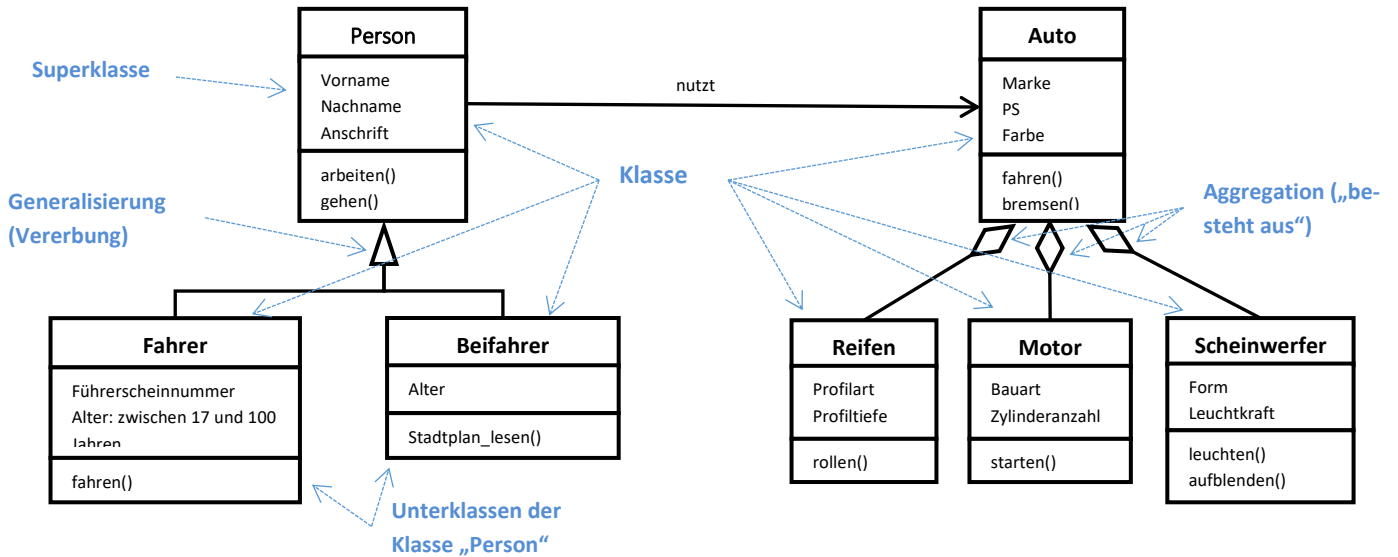 Person
Auto
Superklasse
Vorname
Nachname
Anschrift
nutzt
Marke
PS
Farbe
arbeiten()
gehen()
Klasse
fahren()
bremsen()
Aggregation („be-
steht aus“)
Generalisierung
(Vererbung)
Fahrer
Führerscheinnummer
Alter: zwischen 17 und 100
Jahren
fahren()
Beifahrer
Alter
Stadtplan_lesen()
Reifen
Profilart
Profiltiefe
rollen()
Motor
Bauart
Zylinderanzahl
starten()
Scheinwerfer
Form
Leuchtkraft
leuchten()
aufblenden()
Unterklassen der
Klasse „Person“